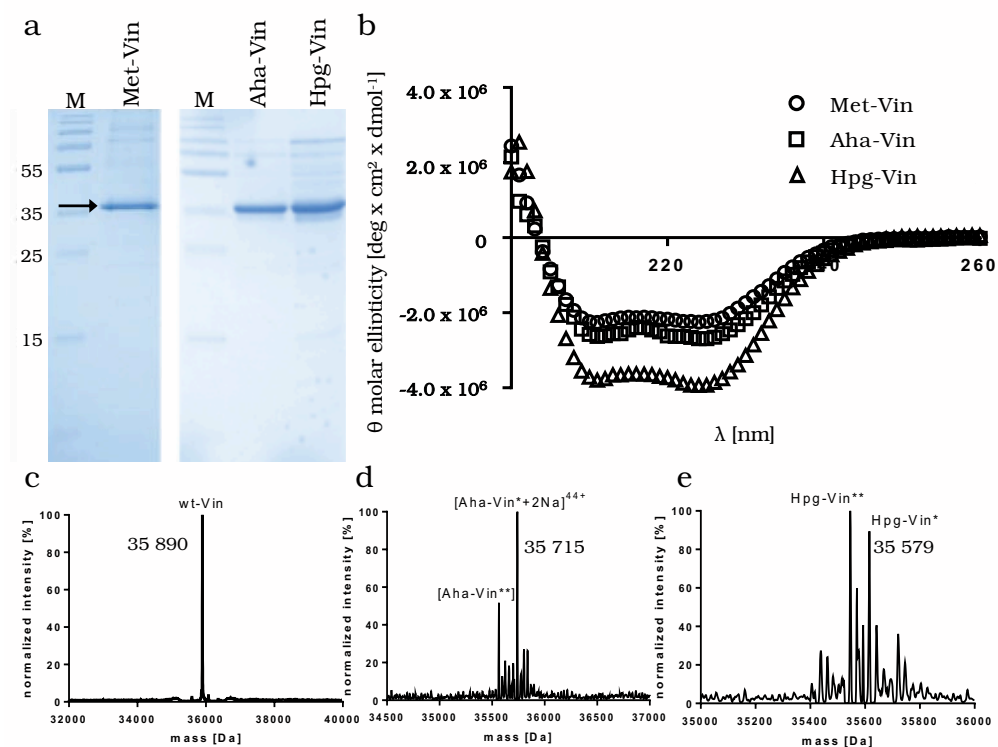 a
M
Met-Vin
M
Aha-Vin
Hpg-Vin
55
35
25
15
b
θ molar ellipticity [deg x cm² x dmol⁻¹]
4.0 x 10⁶
2.0 x 10⁶
0
-2.0 x 10⁶
-4.0 x 10⁶
220
260
λ [nm]
Met-Vin
Aha-Vin
Hpg-Vin
c
wt-Vin
35 890
normalized intensity [%]
100
80
60
40
20
0
32000 34000 36000 38000 40000
mass [Da]
d
[Aha-Vin*+2Na]⁴⁴⁺
35 715
[Aha-Vin**]
normalized intensity [%]
100
80
60
40
20
0
34500 35000 35500 36000 36500 37000
mass [Da]
e
Hpg-Vin**
Hpg-Vin*
35 579
normalized intensity [%]
100
80
60
40
20
0
35000 35200 35400 35600 35800 36000
mass [Da]